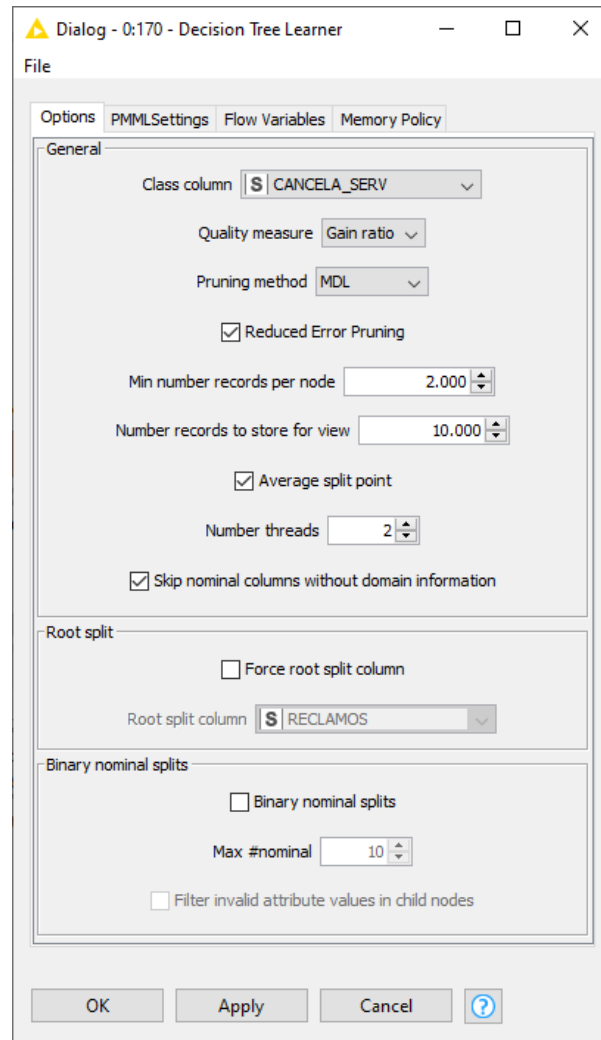 Dialog - 0:170 - Decision Tree Learner
File
Options PMMLSettings Flow Variables Memory Policy
General
Class column S CANCELA_SERV
Quality measure Gain ratio
Pruning method MDL
Reduced Error Pruning
Min number records per node 2.000
Number records to store for view 10.000
Average split point
Number threads 2
Skip nominal columns without domain information
Root split
Force root split column
Root split column S RECLAMOS
Binary nominal splits
Binary nominal splits
Max #nominal 10
Filter invalid attribute values in child nodes
OK Apply Cancel ?